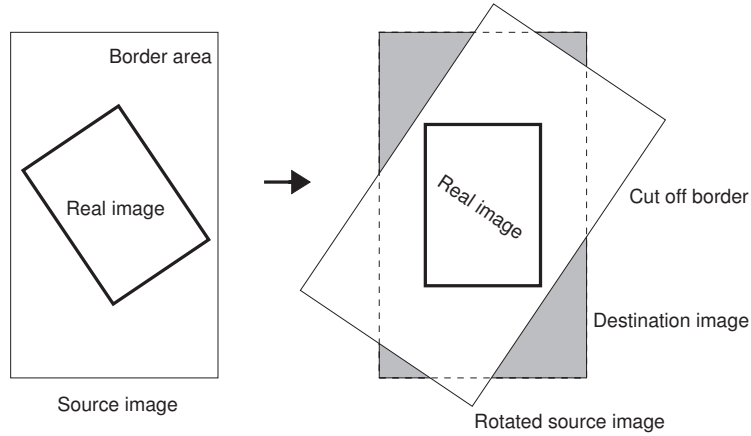 Border area
Real image
Source image
Real image
Cut off border
Destination image
Rotated source image